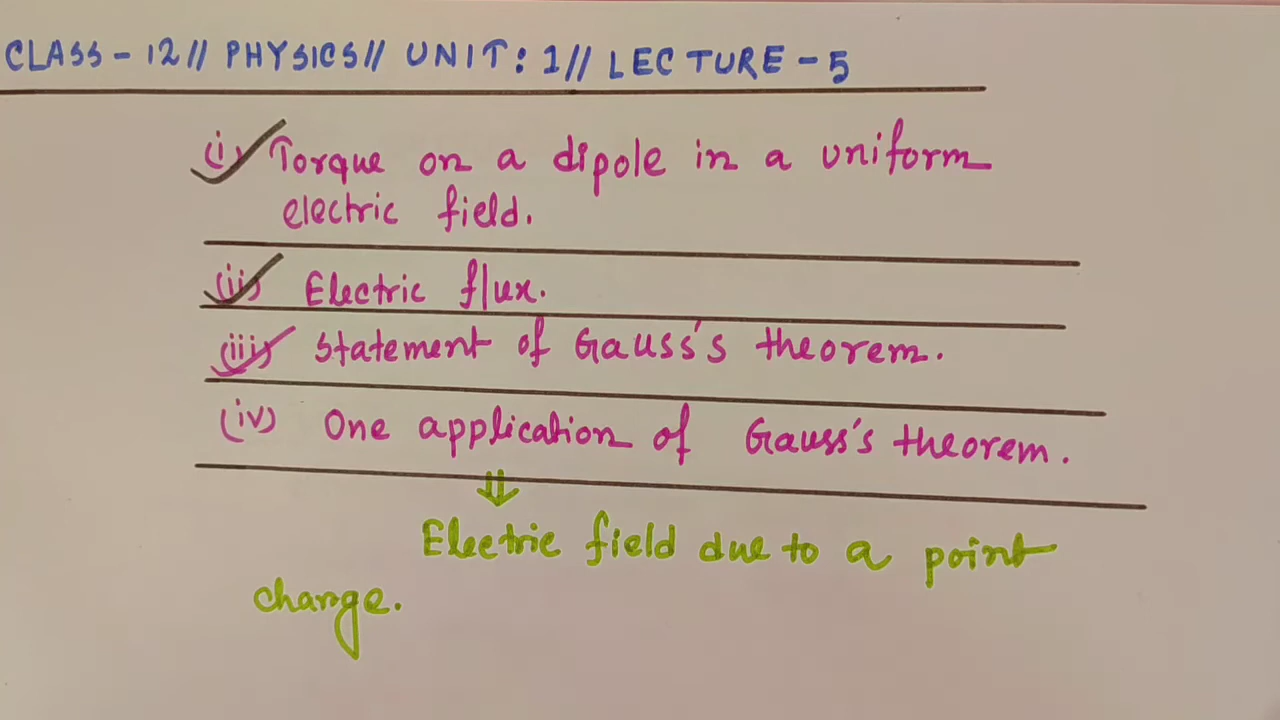 CLASS - 12 // PHYSICS // UNIT : 1 // LECTURE - 5
(i) Torque on a dipole in a uniform
electric field.
(ii) Electric flux.
(iii) Statement of Gauss's theorem.
(iv) One application of Gauss's theorem.
⇓
Electric field due to a point
charge.